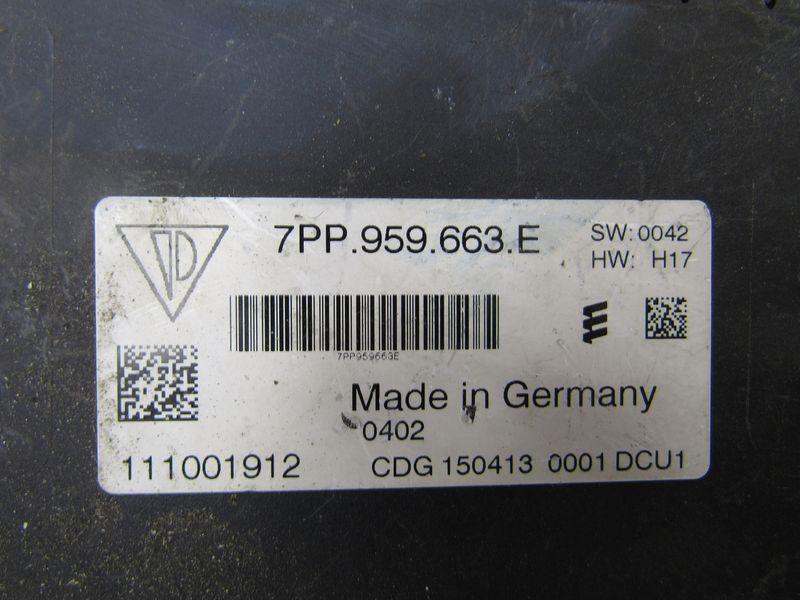 7PP.959.663.E
SW:0042
HW: H17
7PP959663E
Made in Germany
0402
111001912
CDG 150413 0001 DCU1